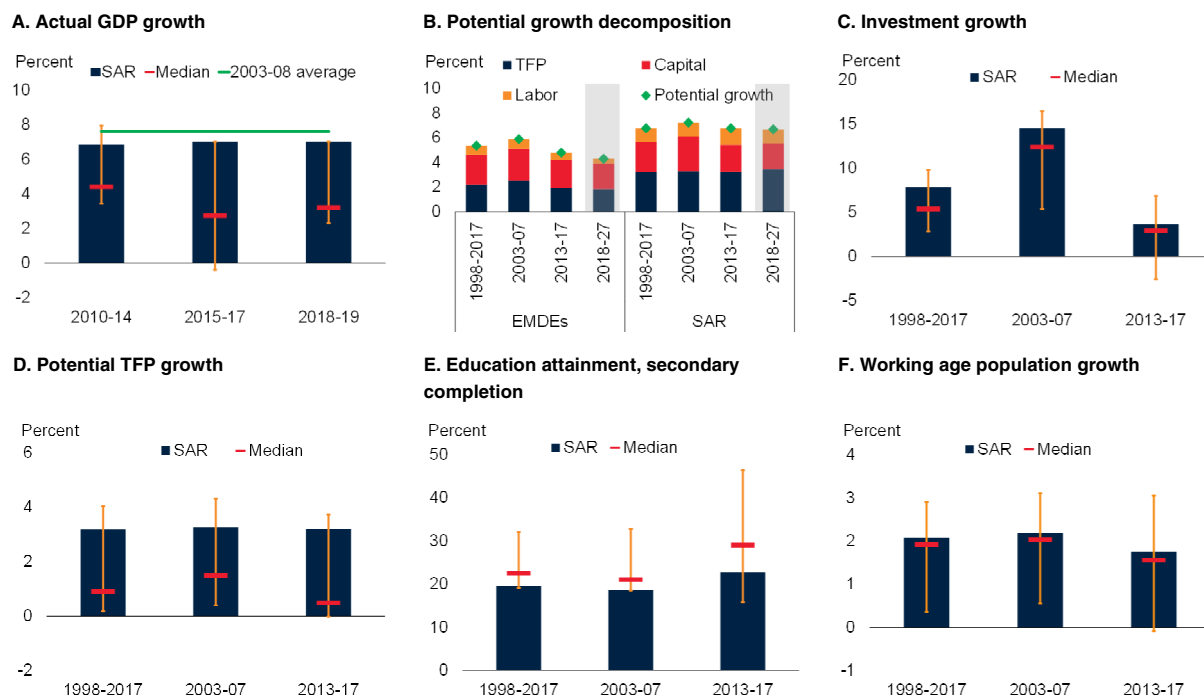 A. Actual GDP growth
Percent
SAR Median 2003-08 average
10
8
6
4
2
0
-2
2010-14 2015-17 2018-19
B. Potential growth decomposition
Percent
TFP Capital
Labor Potential growth
10
8
6
4
2
0
1998-2017 2003-07 2013-17 2018-27 1998-2017 2003-07 2013-17 2018-27
EMDEs SAR
C. Investment growth
Percent
SAR Median
20
15
10
5
0
-5
1998-2017 2003-07 2013-17
D. Potential TFP growth
Percent
SAR Median
6
4
2
0
-2
1998-2017 2003-07 2013-17
E. Education attainment, secondary
completion
Percent
SAR Median
50
40
30
20
10
0
1998-2017 2003-07 2013-17
F. Working age population growth
Percent
SAR Median
4
3
2
1
0
-1
1998-2017 2003-07 2013-17